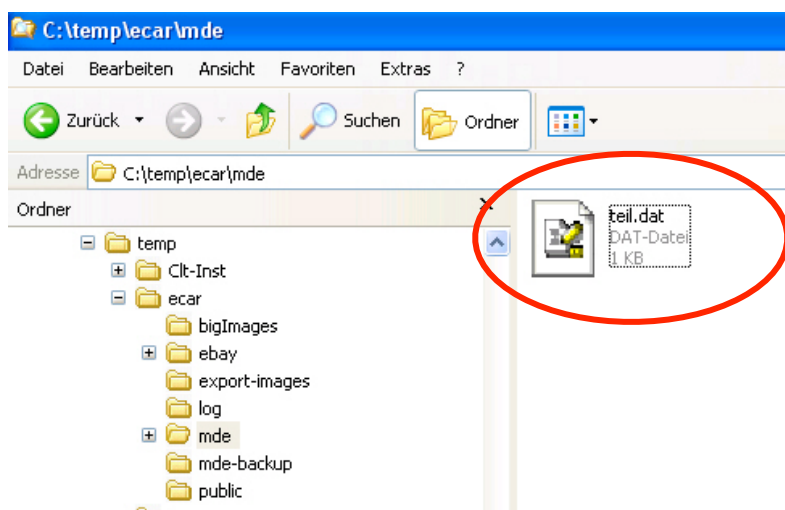 C:\temp\ecar\mde
Datei Bearbeiten Ansicht Favoriten Extras ?
Zurück Suchen Ordner
Adresse C:\temp\ecar\mde
Ordner x
teil.dat
DAT-Datei
1 KB
temp
Clt-Inst
ecar
bigImages
ebay
export-images
log
mde
mde-backup
public